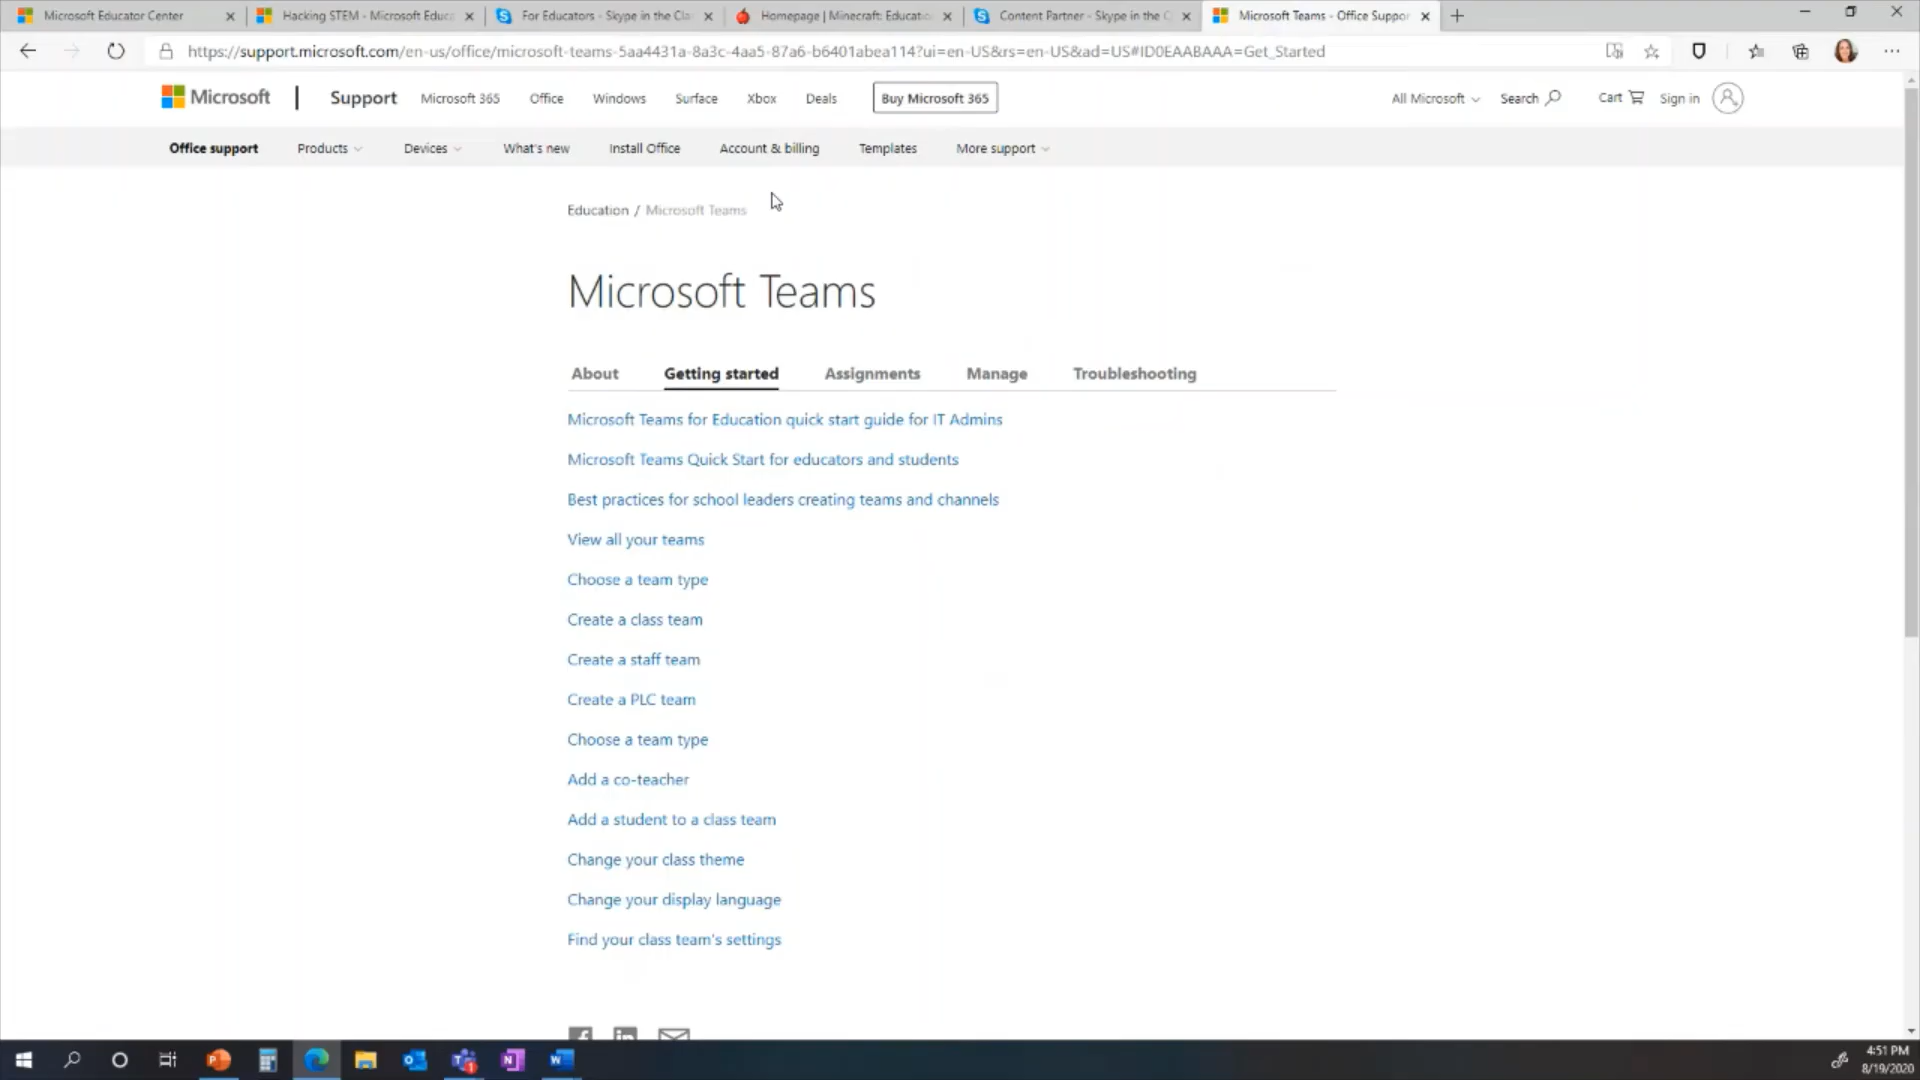 Microsoft Educator Center
Hacking STEM - Microsoft Educ
For Educators - Skype in the Cla
Homepage | Minecraft: Educatio
Content Partner - Skype in the C
Microsoft Teams - Office Suppor
https://support.microsoft.com/en-us/office/microsoft-teams-5aa4431a-8a3c-4aa5-87a6-b6401abea114?ui=en-US&rs=en-US&ad=US#ID0EAABAAA=Get_Started
Microsoft | Support Microsoft 365 Office Windows Surface Xbox Deals Buy Microsoft 365 All Microsoft Search Cart Sign in
Office support Products Devices What's new Install Office Account & billing Templates More support
Education / Microsoft Teams
Microsoft Teams
About Getting started Assignments Manage Troubleshooting
Microsoft Teams for Education quick start guide for IT Admins
Microsoft Teams Quick Start for educators and students
Best practices for school leaders creating teams and channels
View all your teams
Choose a team type
Create a class team
Create a staff team
Create a PLC team
Choose a team type
Add a co-teacher
Add a student to a class team
Change your class theme
Change your display language
Find your class team's settings
4:51 PM
8/19/2020